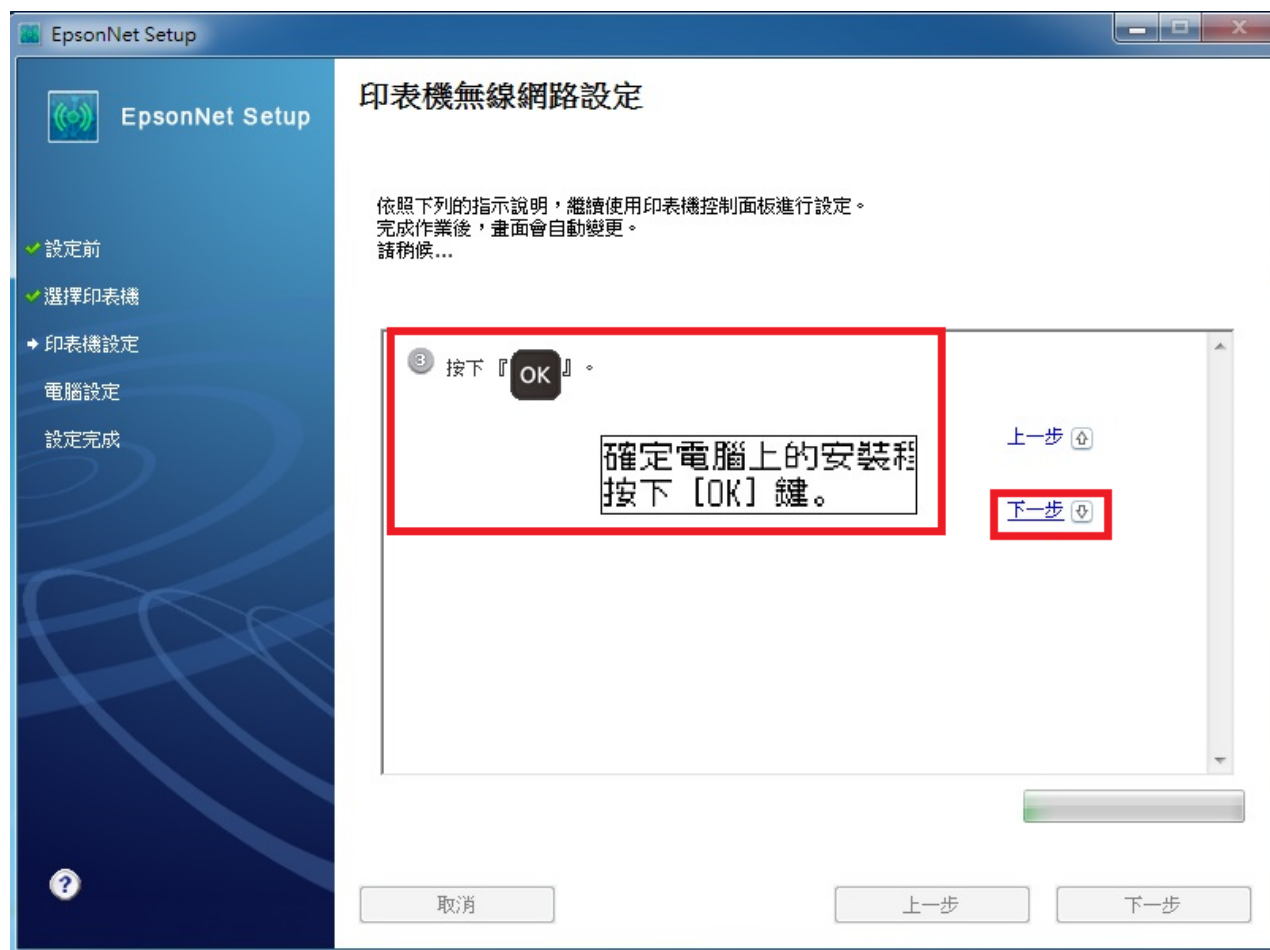 EpsonNet Setup
EpsonNet Setup
設定前
選擇印表機
印表機設定
電腦設定
設定完成
印表機無線網路設定
依照下列的指示說明，繼續使用印表機控制面板進行設定。
完成作業後，畫面會自動變更。
請稍候...
3 按下『OK』。
確定電腦上的安裝程
按下 [OK] 鍵。
上一步
下一步
?
取消
上一步
下一步